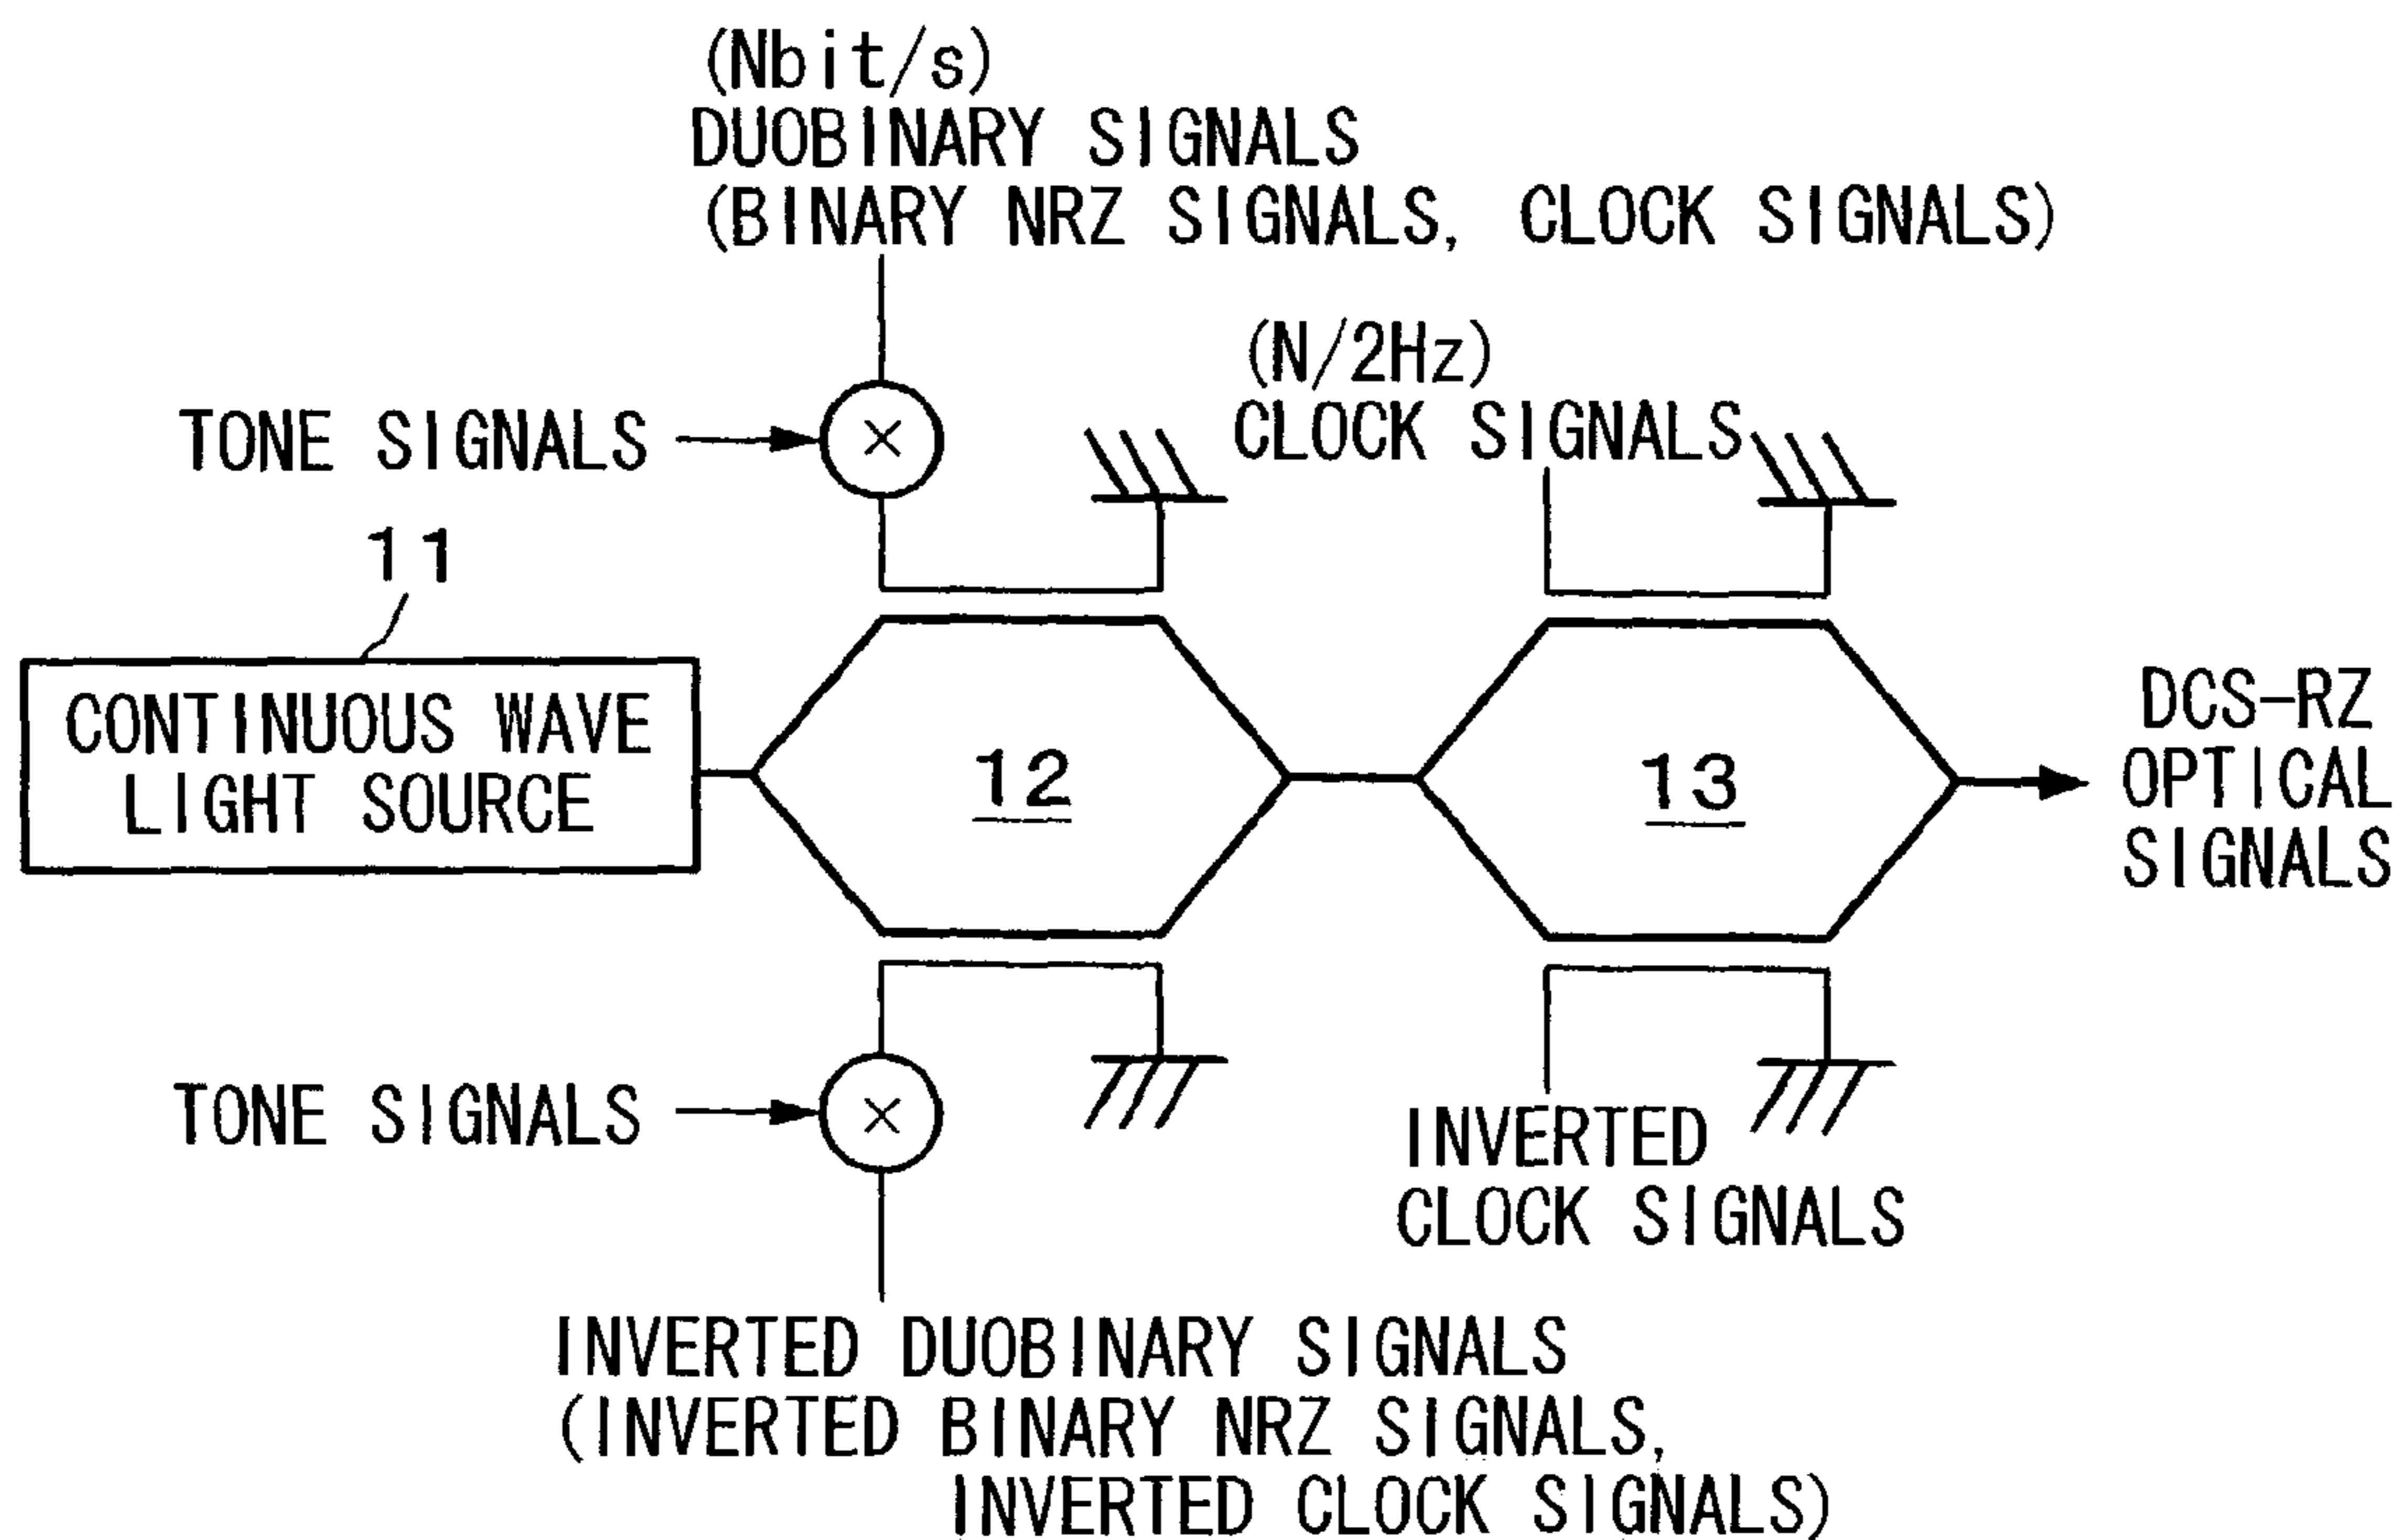 (Nbit/s)
DUOBINARY SIGNALS
(BINARY NRZ SIGNALS, CLOCK SIGNALS)
(N/2Hz)
CLOCK SIGNALS
TONE SIGNALS
11
CONTINUOUS WAVE
LIGHT SOURCE
12
13
DCS-RZ
OPTICAL
SIGNALS
TONE SIGNALS
INVERTED
CLOCK SIGNALS
INVERTED DUOBINARY SIGNALS
(INVERTED BINARY NRZ SIGNALS,
INVERTED CLOCK SIGNALS)